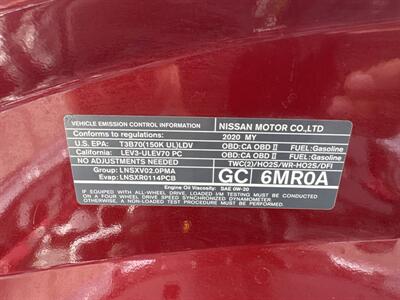 VEHICLE EMISSION CONTROL INFORMATION NISSAN MOTOR CO.,LTD
Conforms to regulations: 2020 MY
U.S. EPA: T3B70(150K UL)LDV OBD:CA OBD II FUEL:Gasoline
California: LEV3-ULEV70 PC OBD:CA OBD II FUEL:Gasoline
NO ADJUSTMENTS NEEDED TWC(2)/HO2S/WR-HO2S/DFI
Group: LNSXV02.0PMA
Evap: LNSXR0114PCB
GC 6MR0A
Engine Oil Viscosity: SAE 0W-20
IF EQUIPPED WITH ALL-WHEEL DRIVE, LOADED I/M TESTING MUST BE CONDUCTED
ON A FOUR WHEEL DRIVE SPEED SYNCHRONIZED DYNAMOMETER.
OTHERWISE, A NON-LOADED TEST PROCEDURE MUST BE CONDUCTED.